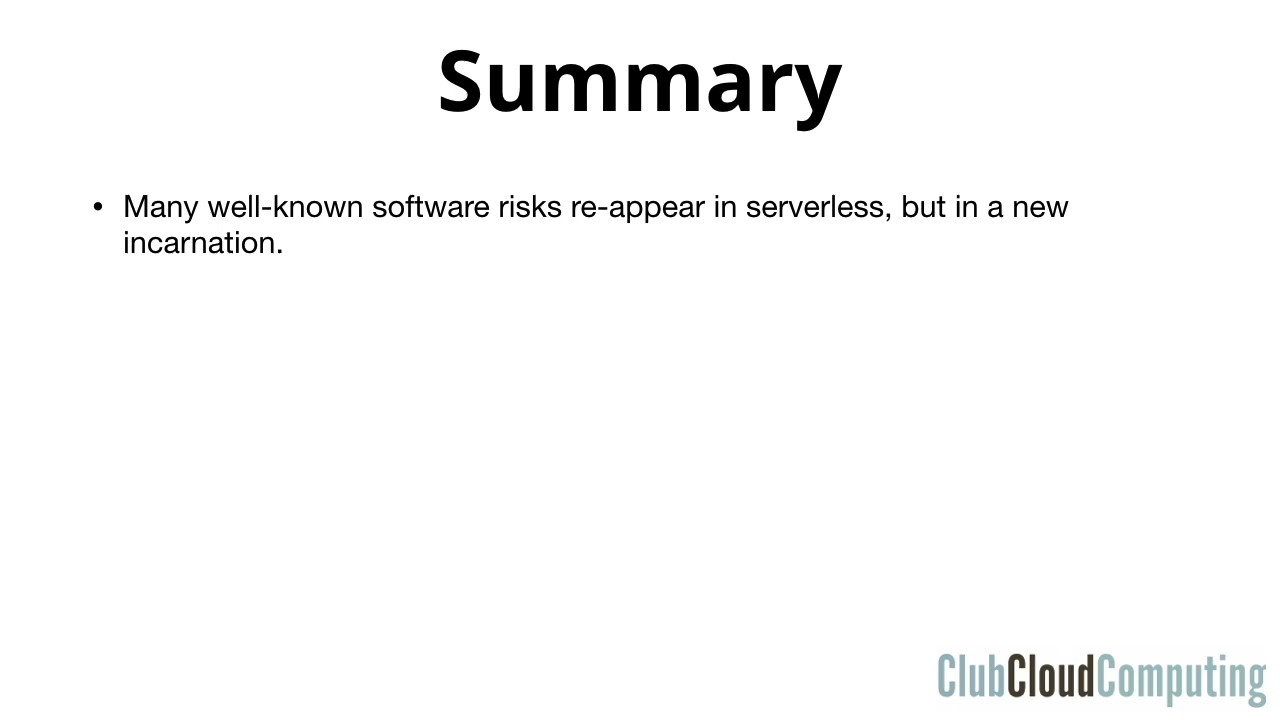 Summary
• Many well-known software risks re-appear in serverless, but in a new
incarnation.
ClubCloudComputing